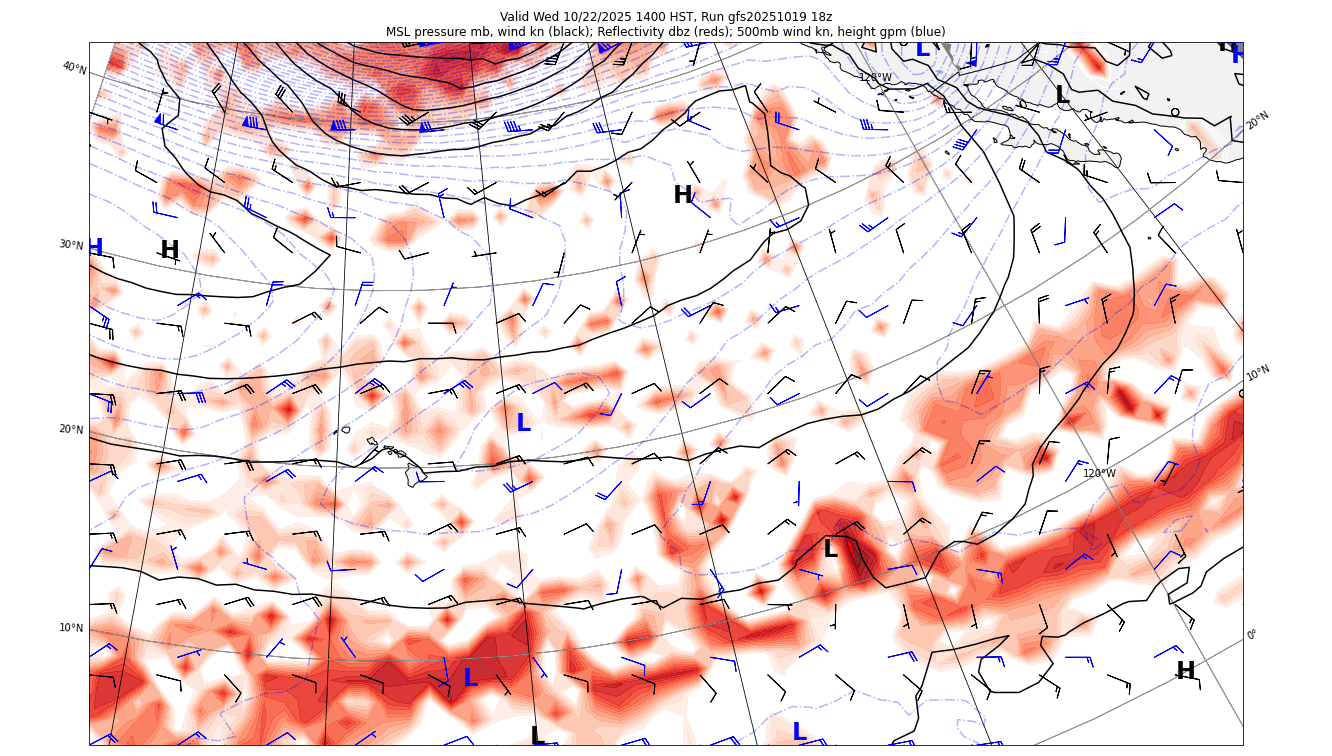 Valid Wed 10/22/2025 1400 HST, Run gfs20251019 18z
MSL pressure mb, wind kn (black); Reflectivity dbz (reds); 500mb wind kn, height gpm (blue)
L
H
40°N
120°W
L
20°N
H
30°N
H
H
10°N
20°N
L
120°W
L
10°N
0°
H
L
L
L